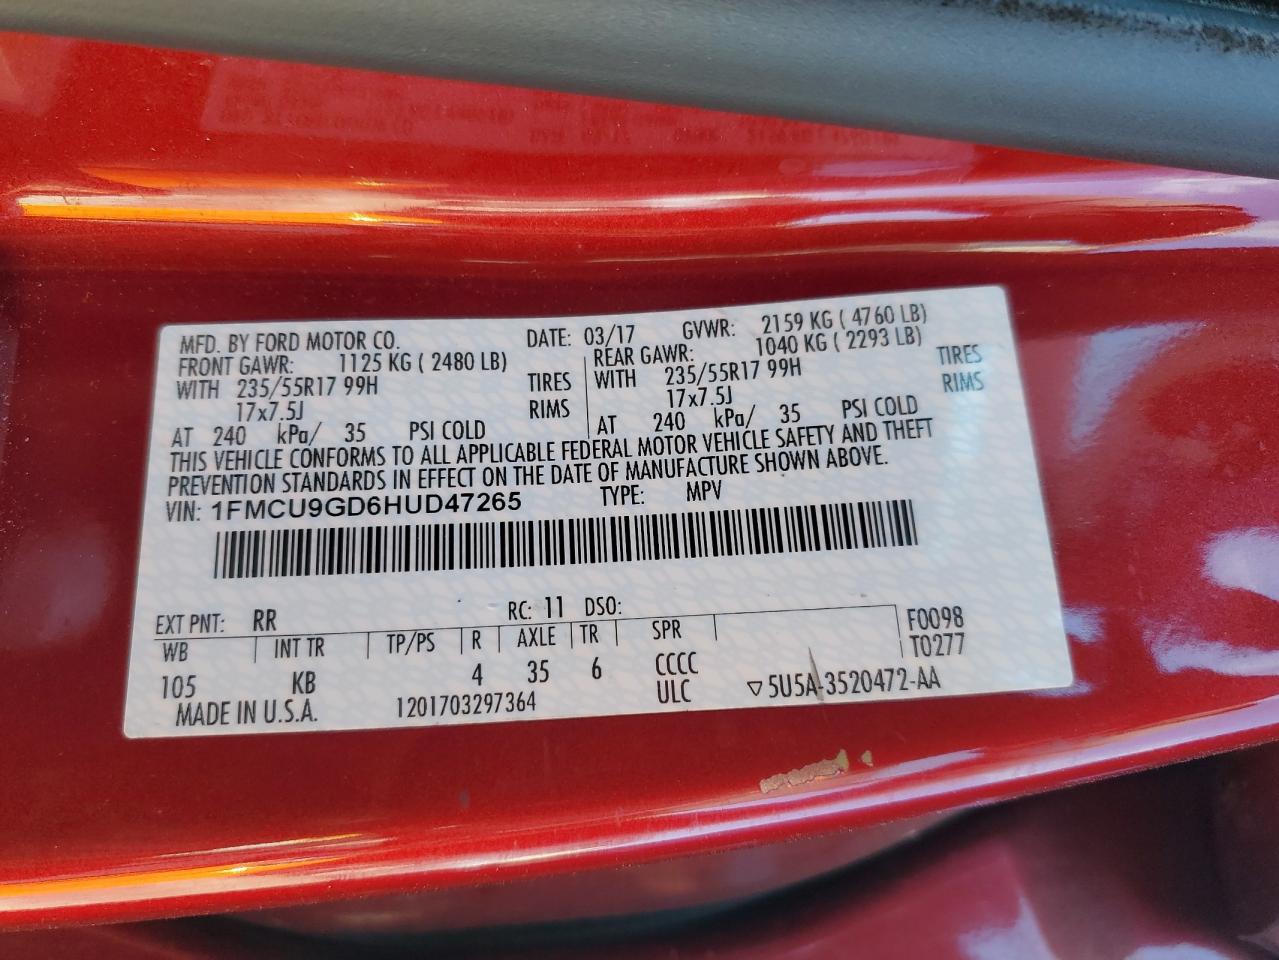 MFD. BY FORD MOTOR CO. DATE: 03/17 GVWR: 2159 KG ( 4760 LB)
FRONT GAWR: 1125 KG ( 2480 LB) REAR GAWR: 1040 KG ( 2293 LB)
WITH 235/55R17 99H TIRES WITH 235/55R17 99H TIRES
17x7.5J RIMS 17x7.5J RIMS
AT 240 kPa/ 35 PSI COLD AT 240 kPa/ 35 PSI COLD
THIS VEHICLE CONFORMS TO ALL APPLICABLE FEDERAL MOTOR VEHICLE SAFETY AND THEFT
PREVENTION STANDARDS IN EFFECT ON THE DATE OF MANUFACTURE SHOWN ABOVE.
VIN: 1FMCU9GD6HUD47265 TYPE: MPV
EXT PNT: RR RC: 11 DSO: F0098
WB INT TR TP/PS R AXLE TR SPR T0277
105 KB 4 35 6 CCCC
MADE IN U.S.A. 1201703297364 ULC ▽5U5A-3520472-AA